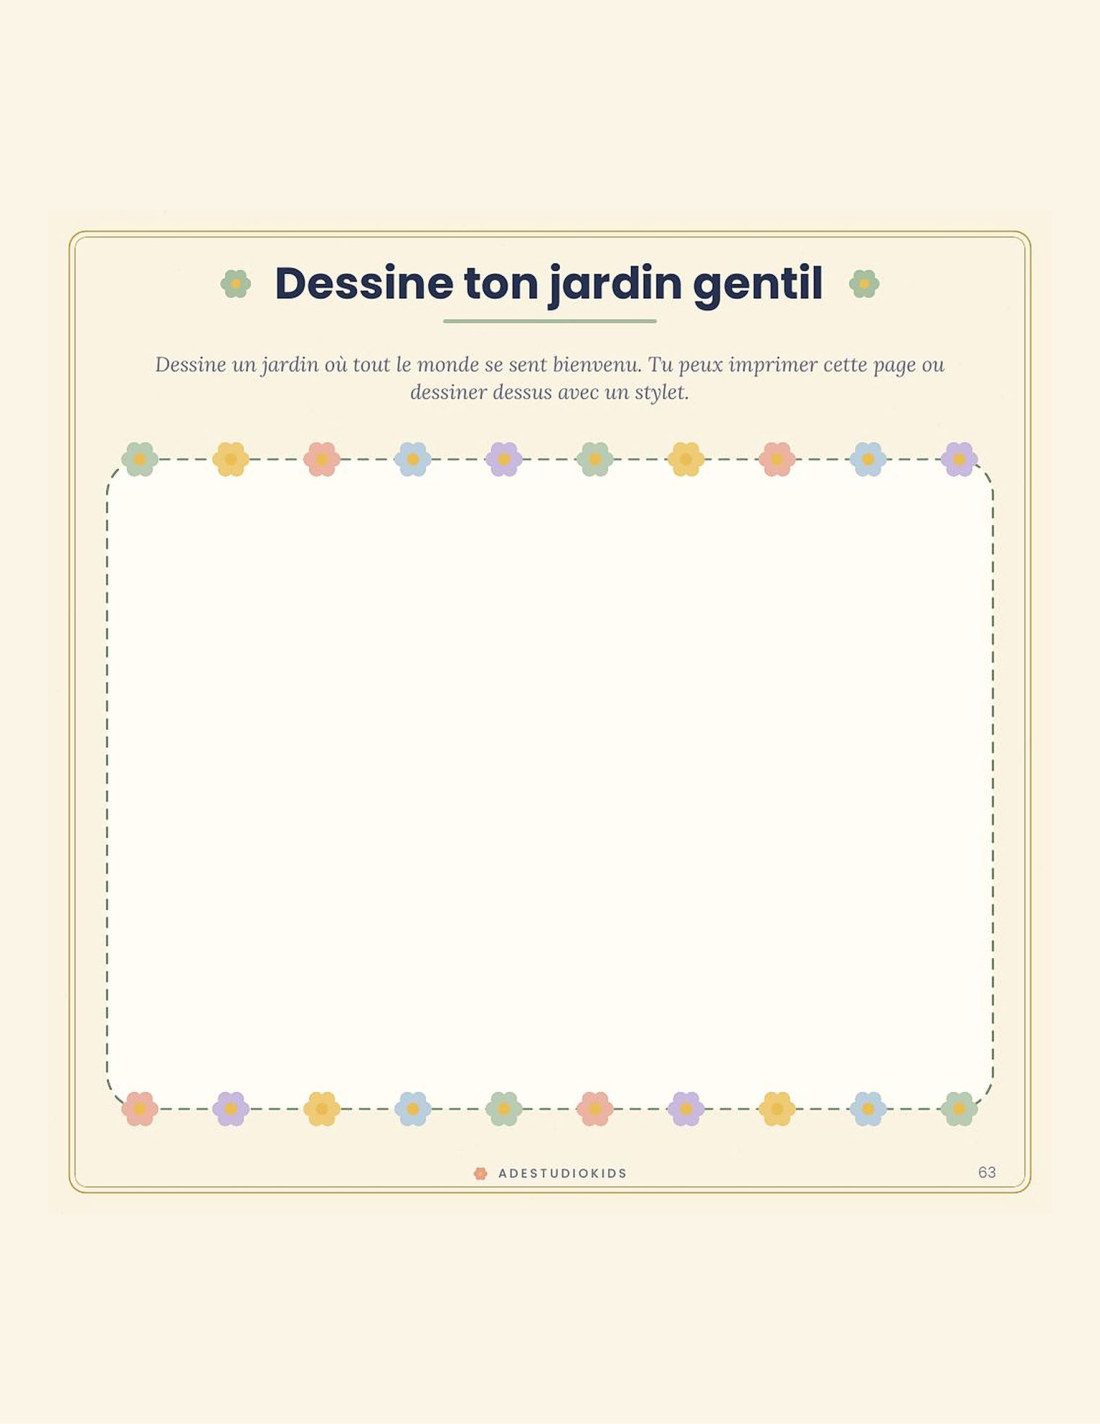 Dessine ton jardin gentil
Dessine un jardin où tout le monde se sent bienvenu. Tu peux imprimer cette page ou
dessiner dessus avec un stylet.
ADESTUDIOKIDS
63